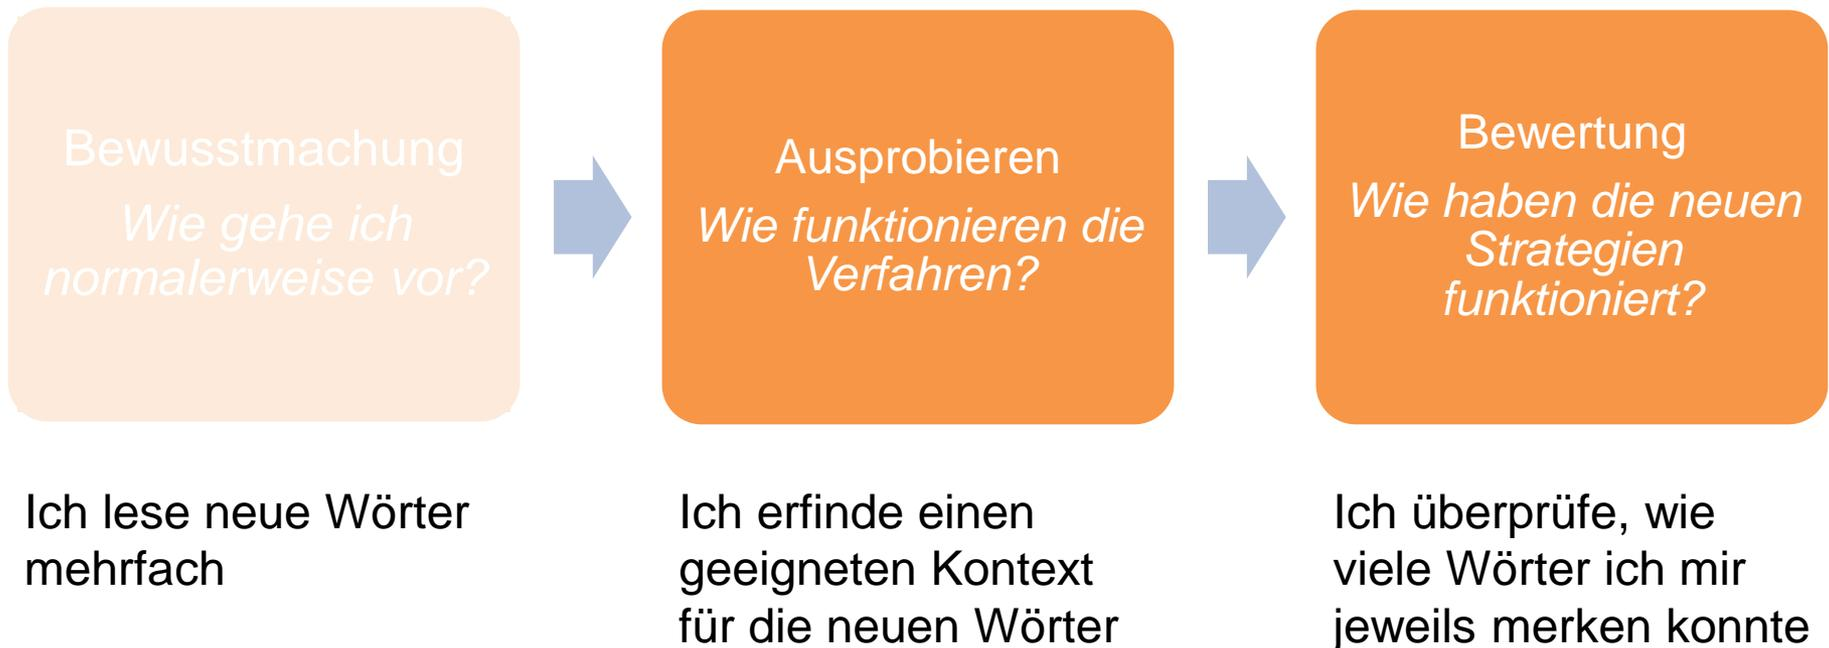 Bewusstmachung
Wie gehe ich
normalerweise vor?
Ausprobieren
Wie funktionieren die
Verfahren?
Bewertung
Wie haben die neuen
Strategien
funktioniert?
Ich lese neue Wörter
mehrfach
Ich erfinde einen
geeigneten Kontext
für die neuen Wörter
Ich überprüfe, wie
viele Wörter ich mir
jeweils merken konnte